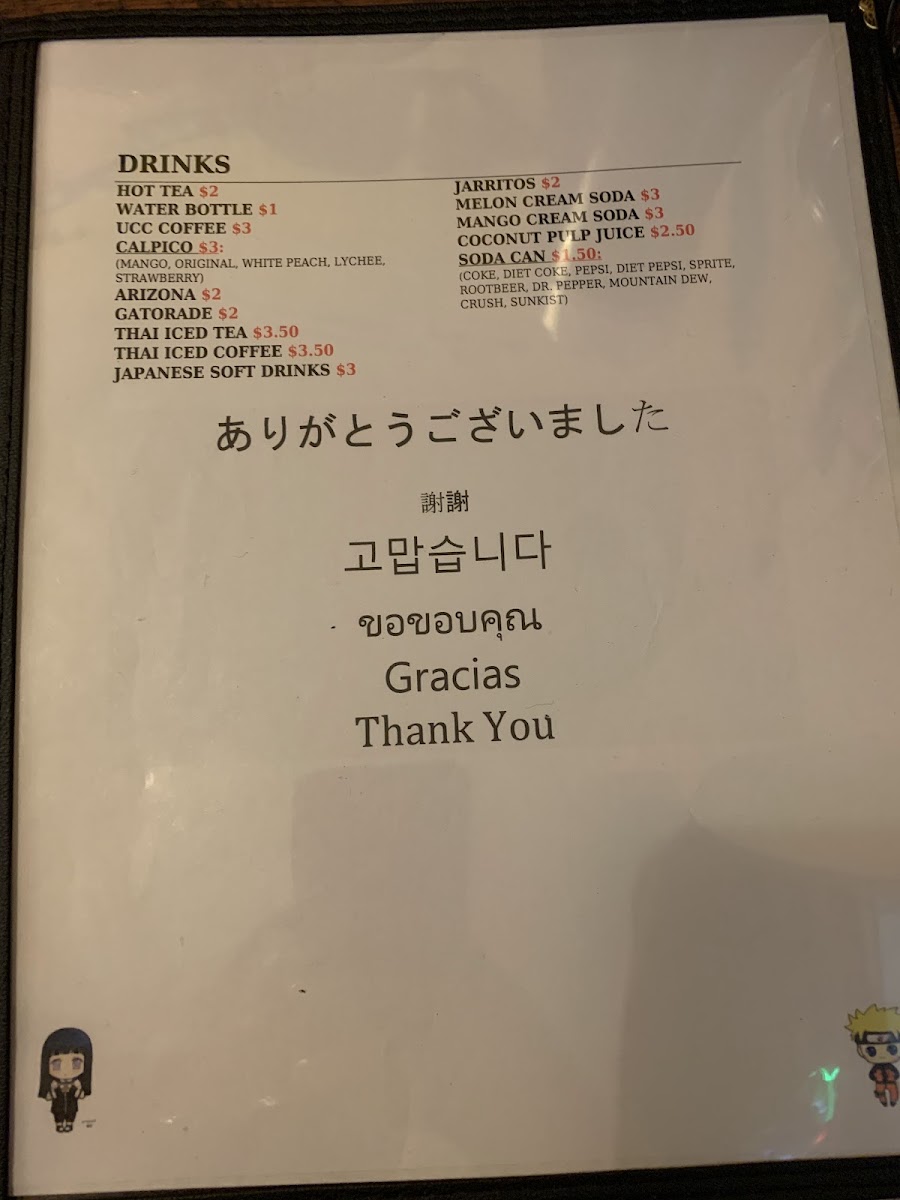 DRINKS
HOT TEA $2
WATER BOTTLE $1
UCC COFFEE $3
CALPICO $3:
(MANGO, ORIGINAL, WHITE PEACH, LYCHEE,
STRAWBERRY)
ARIZONA $2
GATORADE $2
THAI ICED TEA $3.50
THAI ICED COFFEE $3.50
JAPANESE SOFT DRINKS $3
JARRITOS $2
MELON CREAM SODA $3
MANGO CREAM SODA $3
COCONUT PULP JUICE $2.50
SODA CAN $1.50:
(COKE, DIET COKE, PEPSI, DIET PEPSI, SPRITE,
ROOTBEER, DR. PEPPER, MOUNTAIN DEW,
CRUSH, SUNKIST)
ありがとうございました
謝謝
고맙습니다
ขอขอบคุณ
Gracias
Thank You